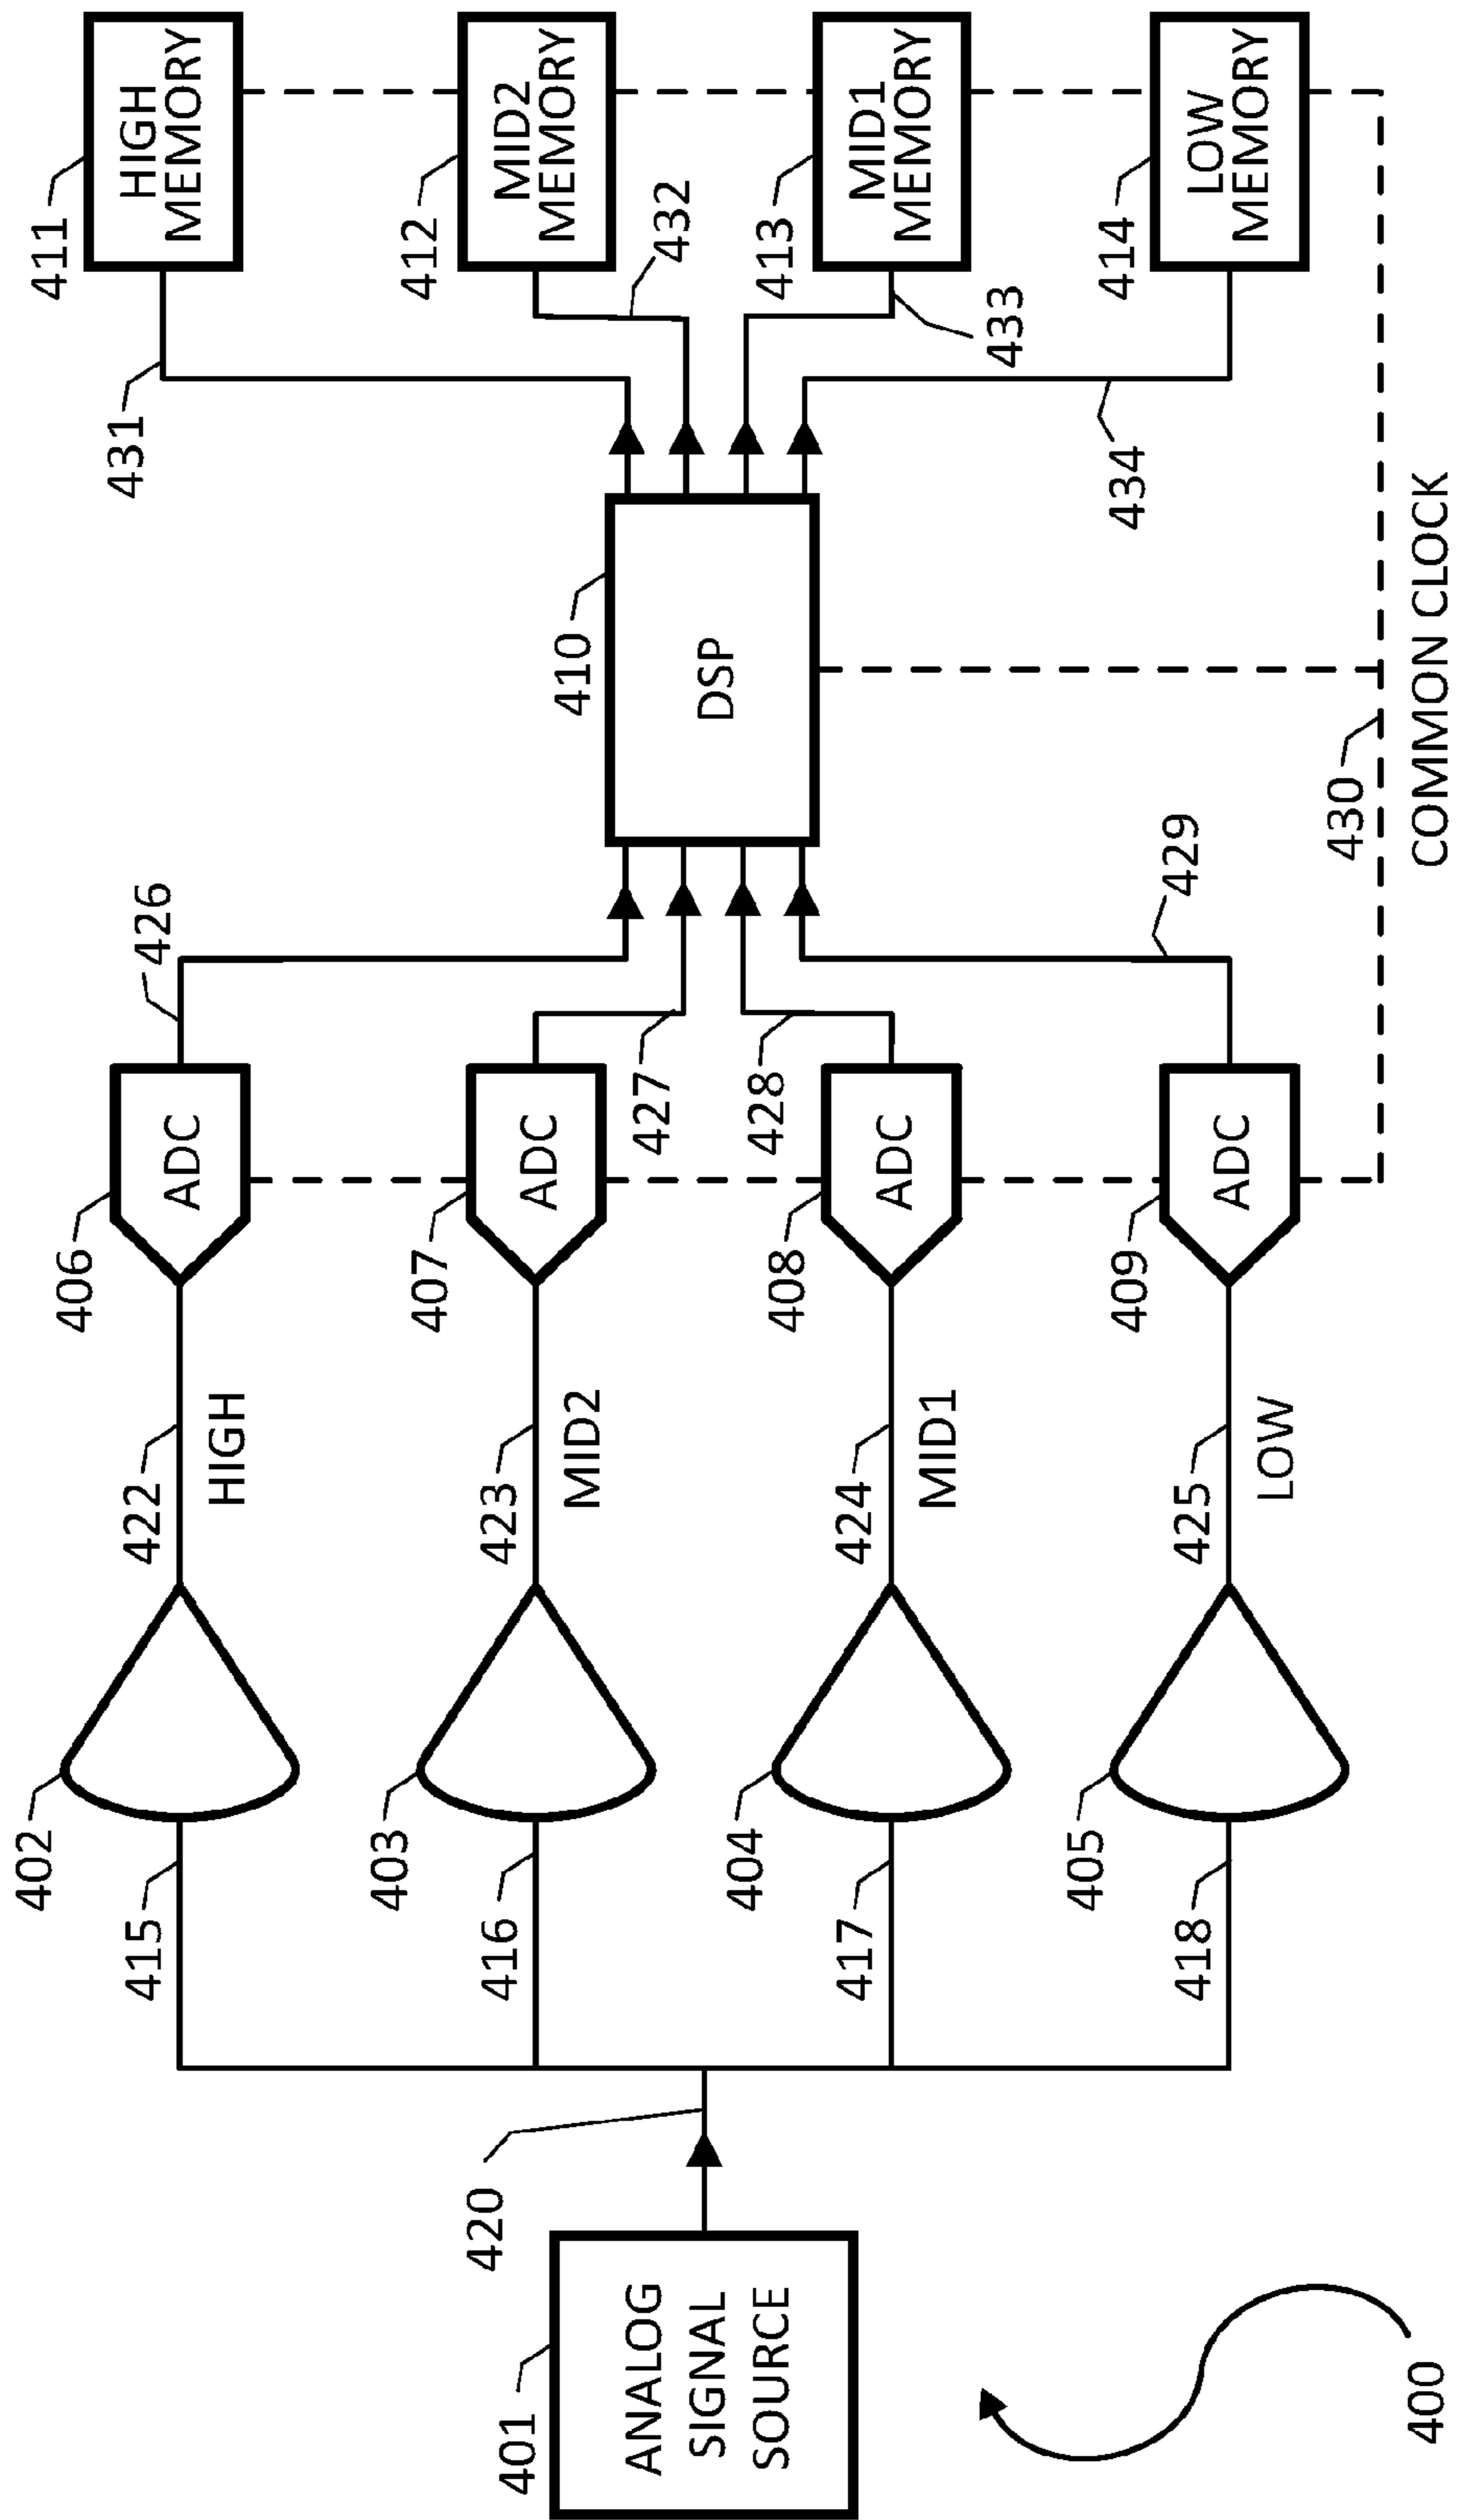 411
HIGH
MEMORY
412
MID2
MEMORY
432
413
MID1
MEMORY
433
414
LOW
MEMORY
431
434
410
DSP
430
COMMON CLOCK
426
429
427
428
406
ADC
407
ADC
408
ADC
409
ADC
422
HIGH
423
MID2
424
MID1
425
LOW
402
403
404
405
415
416
417
418
420
401
ANALOG
SIGNAL
SOURCE
400